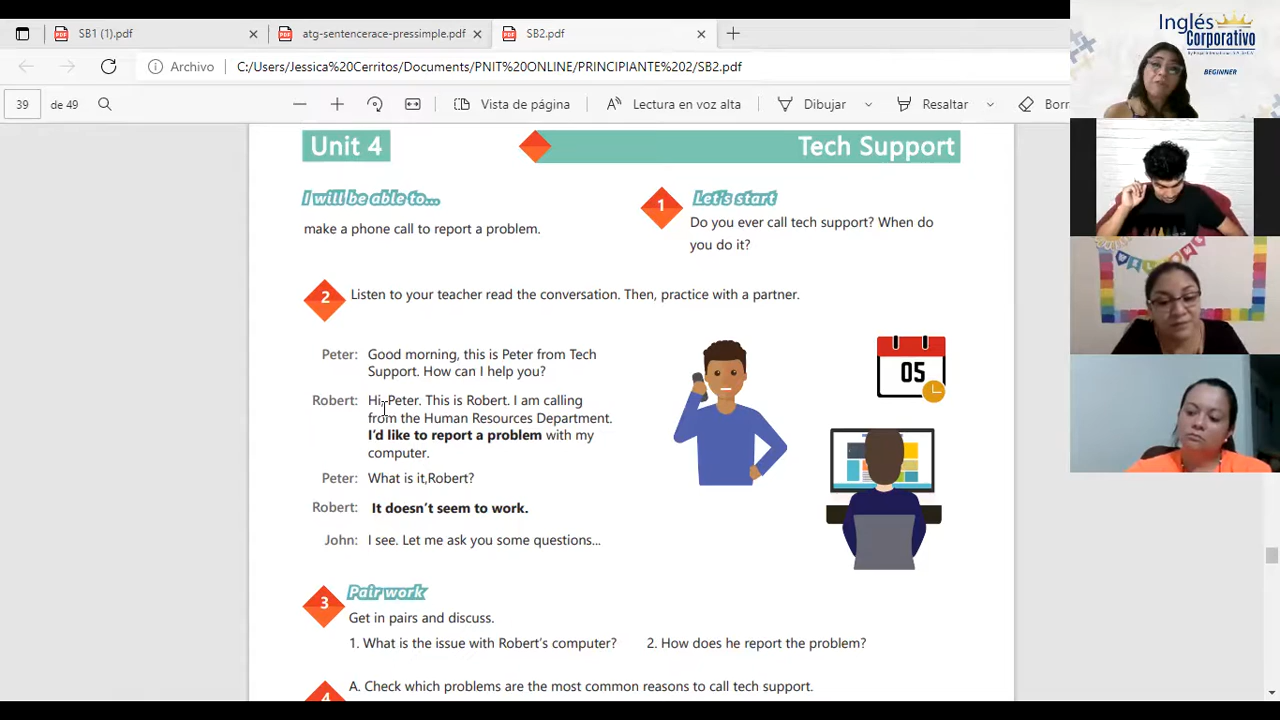 SB1 (1).pdf
atg-sentencerace-pressimple.pdf
SB2.pdf
Archivo
C:/Users/Jessica%20Cerritos/Documents/INT%20ONLINE/PRINCIPIANTE%202/SB2.pdf
39 de 49
Vista de página
Lectura en voz alta
Dibujar
Resaltar
Borr
Unit 4
Tech Support
I will be able to...
make a phone call to report a problem.
1
Let's start
Do you ever call tech support? When do
you do it?
2
Listen to your teacher read the conversation. Then, practice with a partner.
Peter: Good morning, this is Peter from Tech
Support. How can I help you?
Robert: Hi, Peter. This is Robert. I am calling
from the Human Resources Department.
I'd like to report a problem with my
computer.
Peter: What is it,Robert?
Robert: It doesn't seem to work.
John: I see. Let me ask you some questions...
05
3
Pair work
Get in pairs and discuss.
1. What is the issue with Robert's computer?
2. How does he report the problem?
4
A. Check which problems are the most common reasons to call tech support.
Inglés
Corporativo
BEGINNER